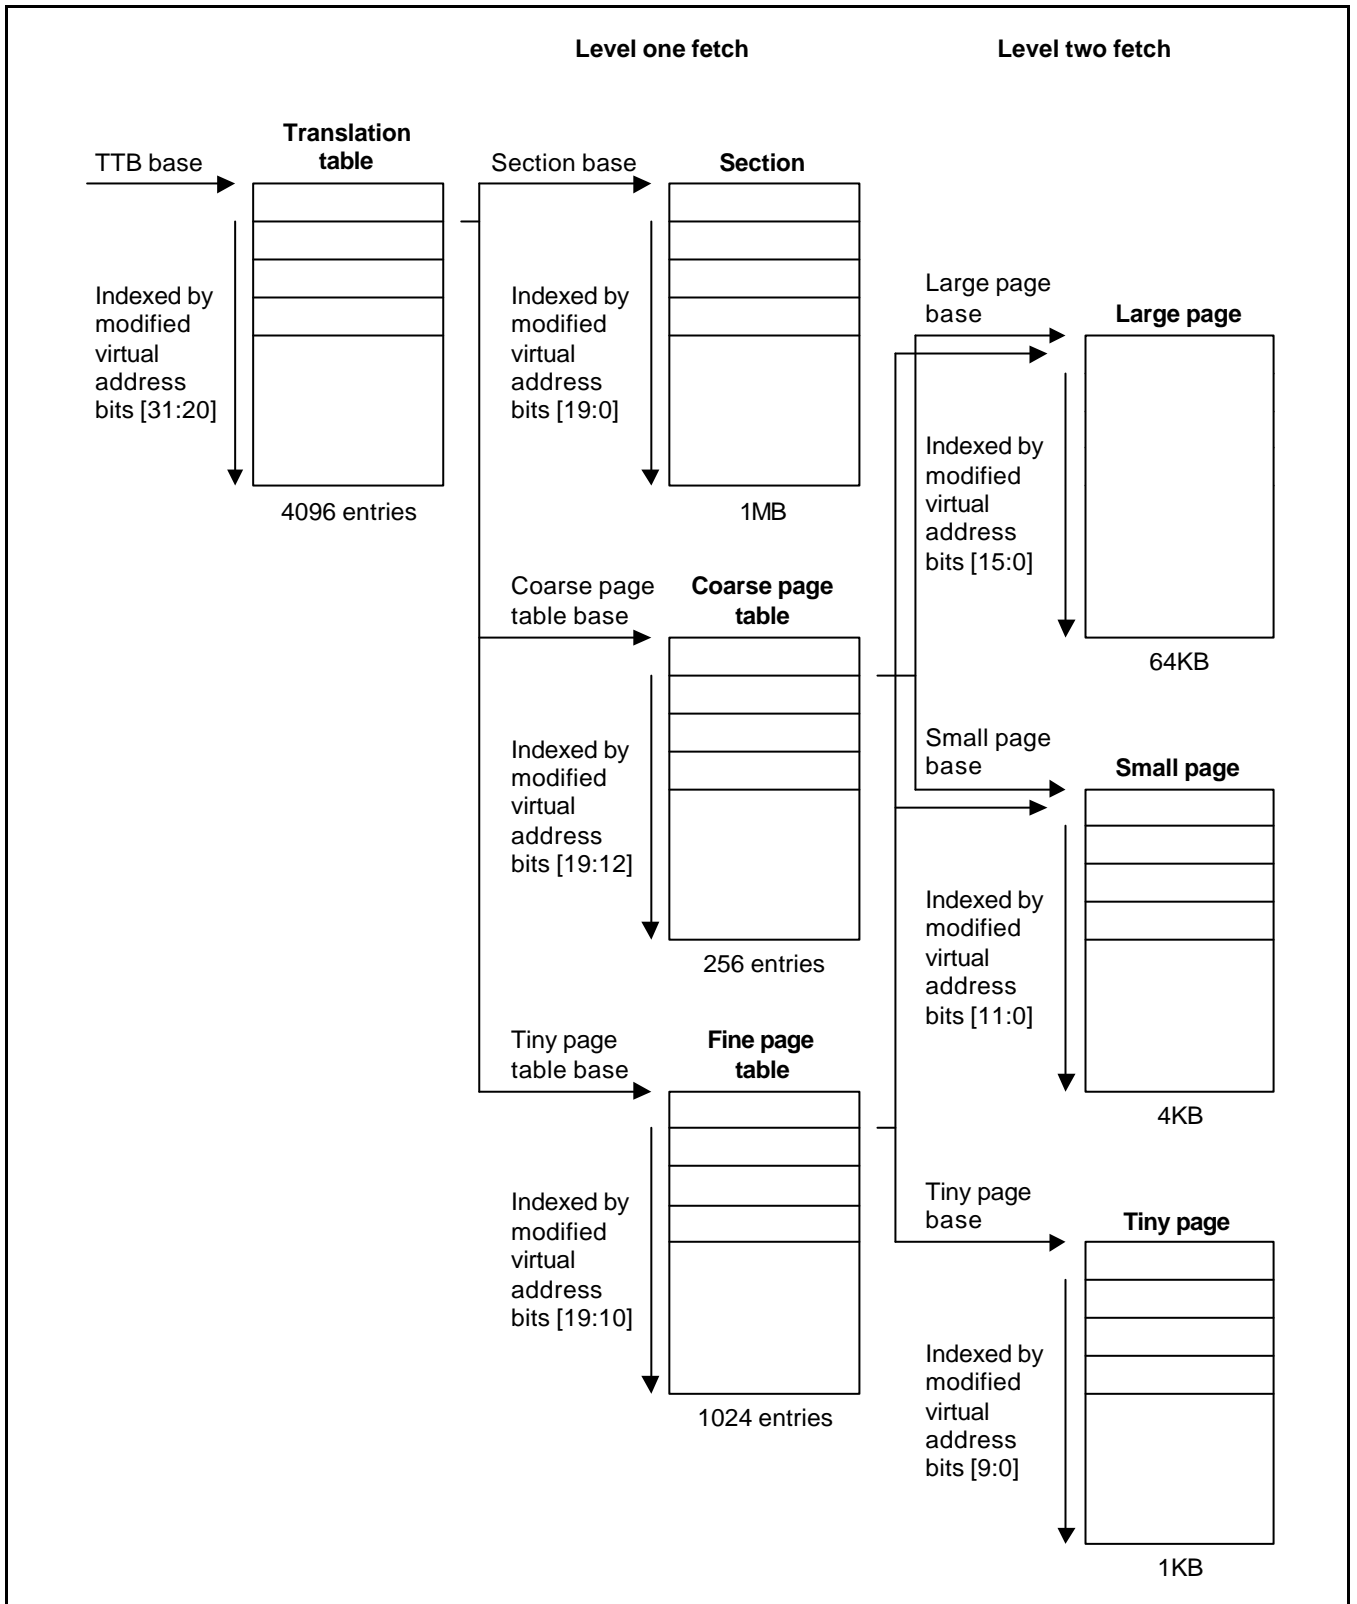 Level one fetch
Level two fetch
Translation
table
TTB base
Indexed by
modified
virtual
address
bits [31:20]
4096 entries
Section base
Section
Indexed by
modified
virtual
address
bits [19:0]
1MB
Coarse page
table base
Coarse page
table
Indexed by
modified
virtual
address
bits [19:12]
256 entries
Tiny page
table base
Fine page
table
Indexed by
modified
virtual
address
bits [19:10]
1024 entries
Large page
base
Large page
Indexed by
modified
virtual
address
bits [15:0]
64KB
Small page
base
Small page
Indexed by
modified
virtual
address
bits [11:0]
4KB
Tiny page
base
Tiny page
Indexed by
modified
virtual
address
bits [9:0]
1KB